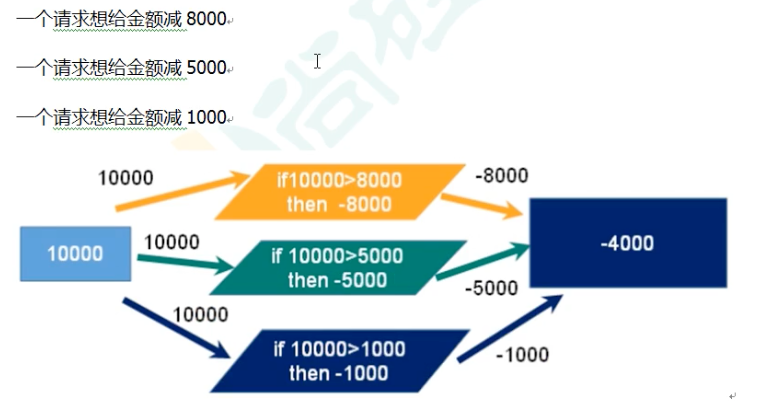 一个请求想给金额减 8000
一个请求想给金额减 5000
一个请求想给金额减 1000
10000
if10000>8000
then -8000
-8000
10000
10000
if 10000>5000
then -5000
-5000
-4000
10000
if 10000>1000
then -1000
-1000